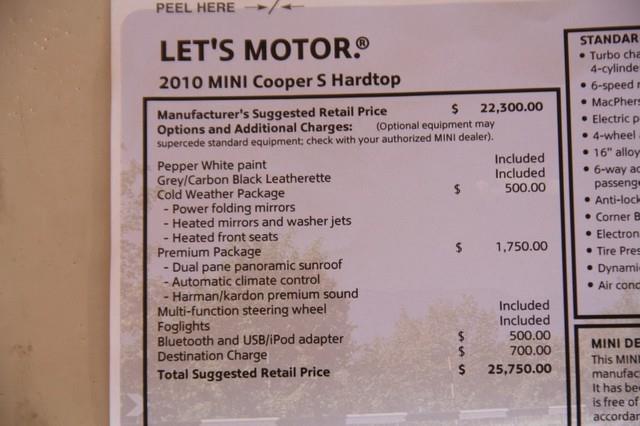 PEEL HERE
LET'S MOTOR.®
2010 MINI Cooper S Hardtop
Manufacturer's Suggested Retail Price $ 22,300.00
Options and Additional Charges: (Optional equipment may
supercede standard equipment; check with your authorized MINI dealer).
Pepper White paint Included
Grey/Carbon Black Leatherette Included
Cold Weather Package $ 500.00
- Power folding mirrors
- Heated mirrors and washer jets
- Heated front seats
Premium Package $ 1,750.00
- Dual pane panoramic sunroof
- Automatic climate control
- Harman/kardon premium sound
Multi-function steering wheel Included
Foglights Included
Bluetooth and USB/iPod adapter $ 500.00
Destination Charge $ 700.00
Total Suggested Retail Price $ 25,750.00
STANDAR
• Turbo cha
4-cylinde
• 6-speed
• MacPhers
• Electric p
• 4-wheel
• 16" alloy
• 6-way ad
passenge
• Anti-lock
• Corner B
• Electron
• Tire Pres
• Dynami
• Air cond
MINI DE
This MINI
manufac
It has be
is free of
accordan